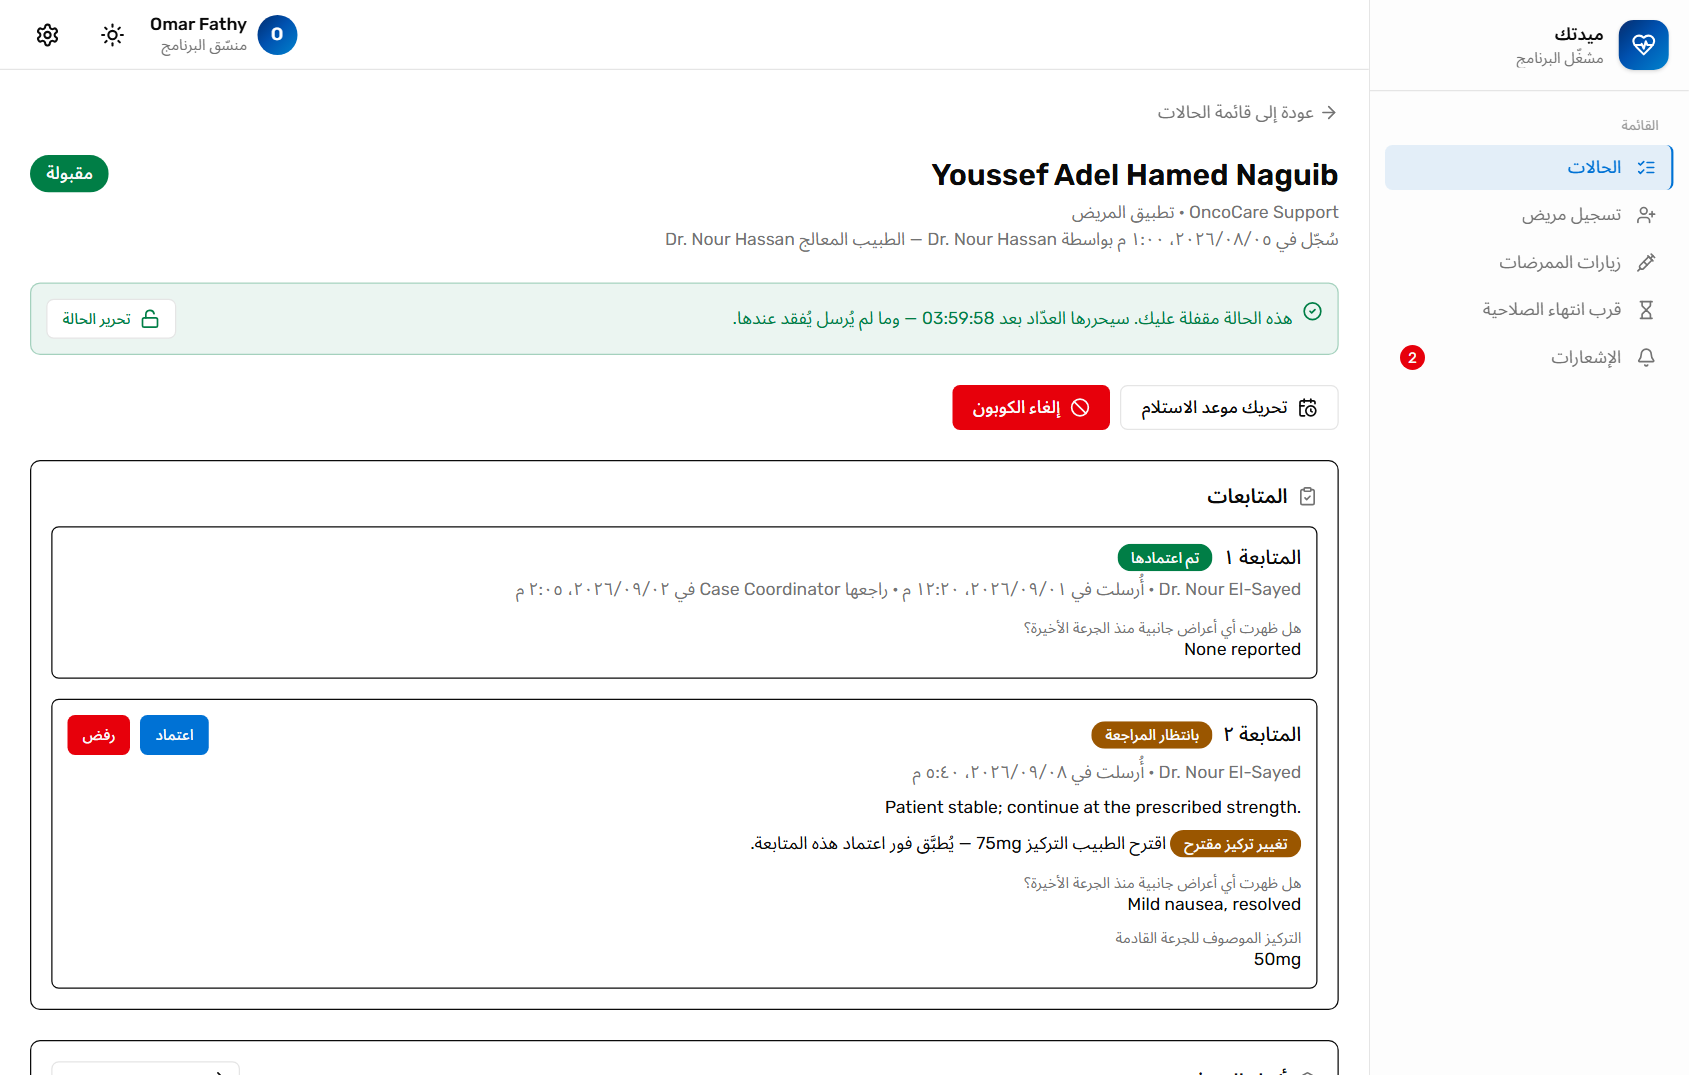 ميدتك
مشغّل البرنامج
القائمة
الحالات
تسجيل مريض
زيارات الممرضات
قرب انتهاء الصلاحية
الإشعارات
2
O
Omar Fathy
منسّق البرنامج
عودة إلى قائمة الحالات
Youssef Adel Hamed Naguib
مقبولة
OncoCare Support • تطبيق المريض
سُجّل في ٢٠٢٦/٠٨/٠٥، ١:٠٠ م بواسطة Dr. Nour Hassan — الطبيب المعالج Dr. Nour Hassan
هذه الحالة مقفلة عليك. سيحررها العدّاد بعد 03:59:58 — وما لم يُرسل يُفقد عندها.
تحرير الحالة
تحريك موعد الاستلام
إلغاء الكوبون
المتابعات
المتابعة ١
تم اعتمادها
Dr. Nour El-Sayed • أُرسلت في ٢٠٢٦/٠٩/٠١، ١٢:٢٠ م • راجعها Case Coordinator في ٢٠٢٦/٠٩/٠٢، ٢:٠٥ م
هل ظهرت أي أعراض جانبية منذ الجرعة الأخيرة؟
None reported
المتابعة ٢
بانتظار المراجعة
اعتماد
رفض
Dr. Nour El-Sayed • أُرسلت في ٢٠٢٦/٠٩/٠٨، ٥:٤٠ م
Patient stable; continue at the prescribed strength.
تغيير تركيز مقترح اقترح الطبيب التركيز 75mg — يُطبَّق فور اعتماد هذه المتابعة.
هل ظهرت أي أعراض جانبية منذ الجرعة الأخيرة؟
Mild nausea, resolved
التركيز الموصوف للجرعة القادمة
50mg